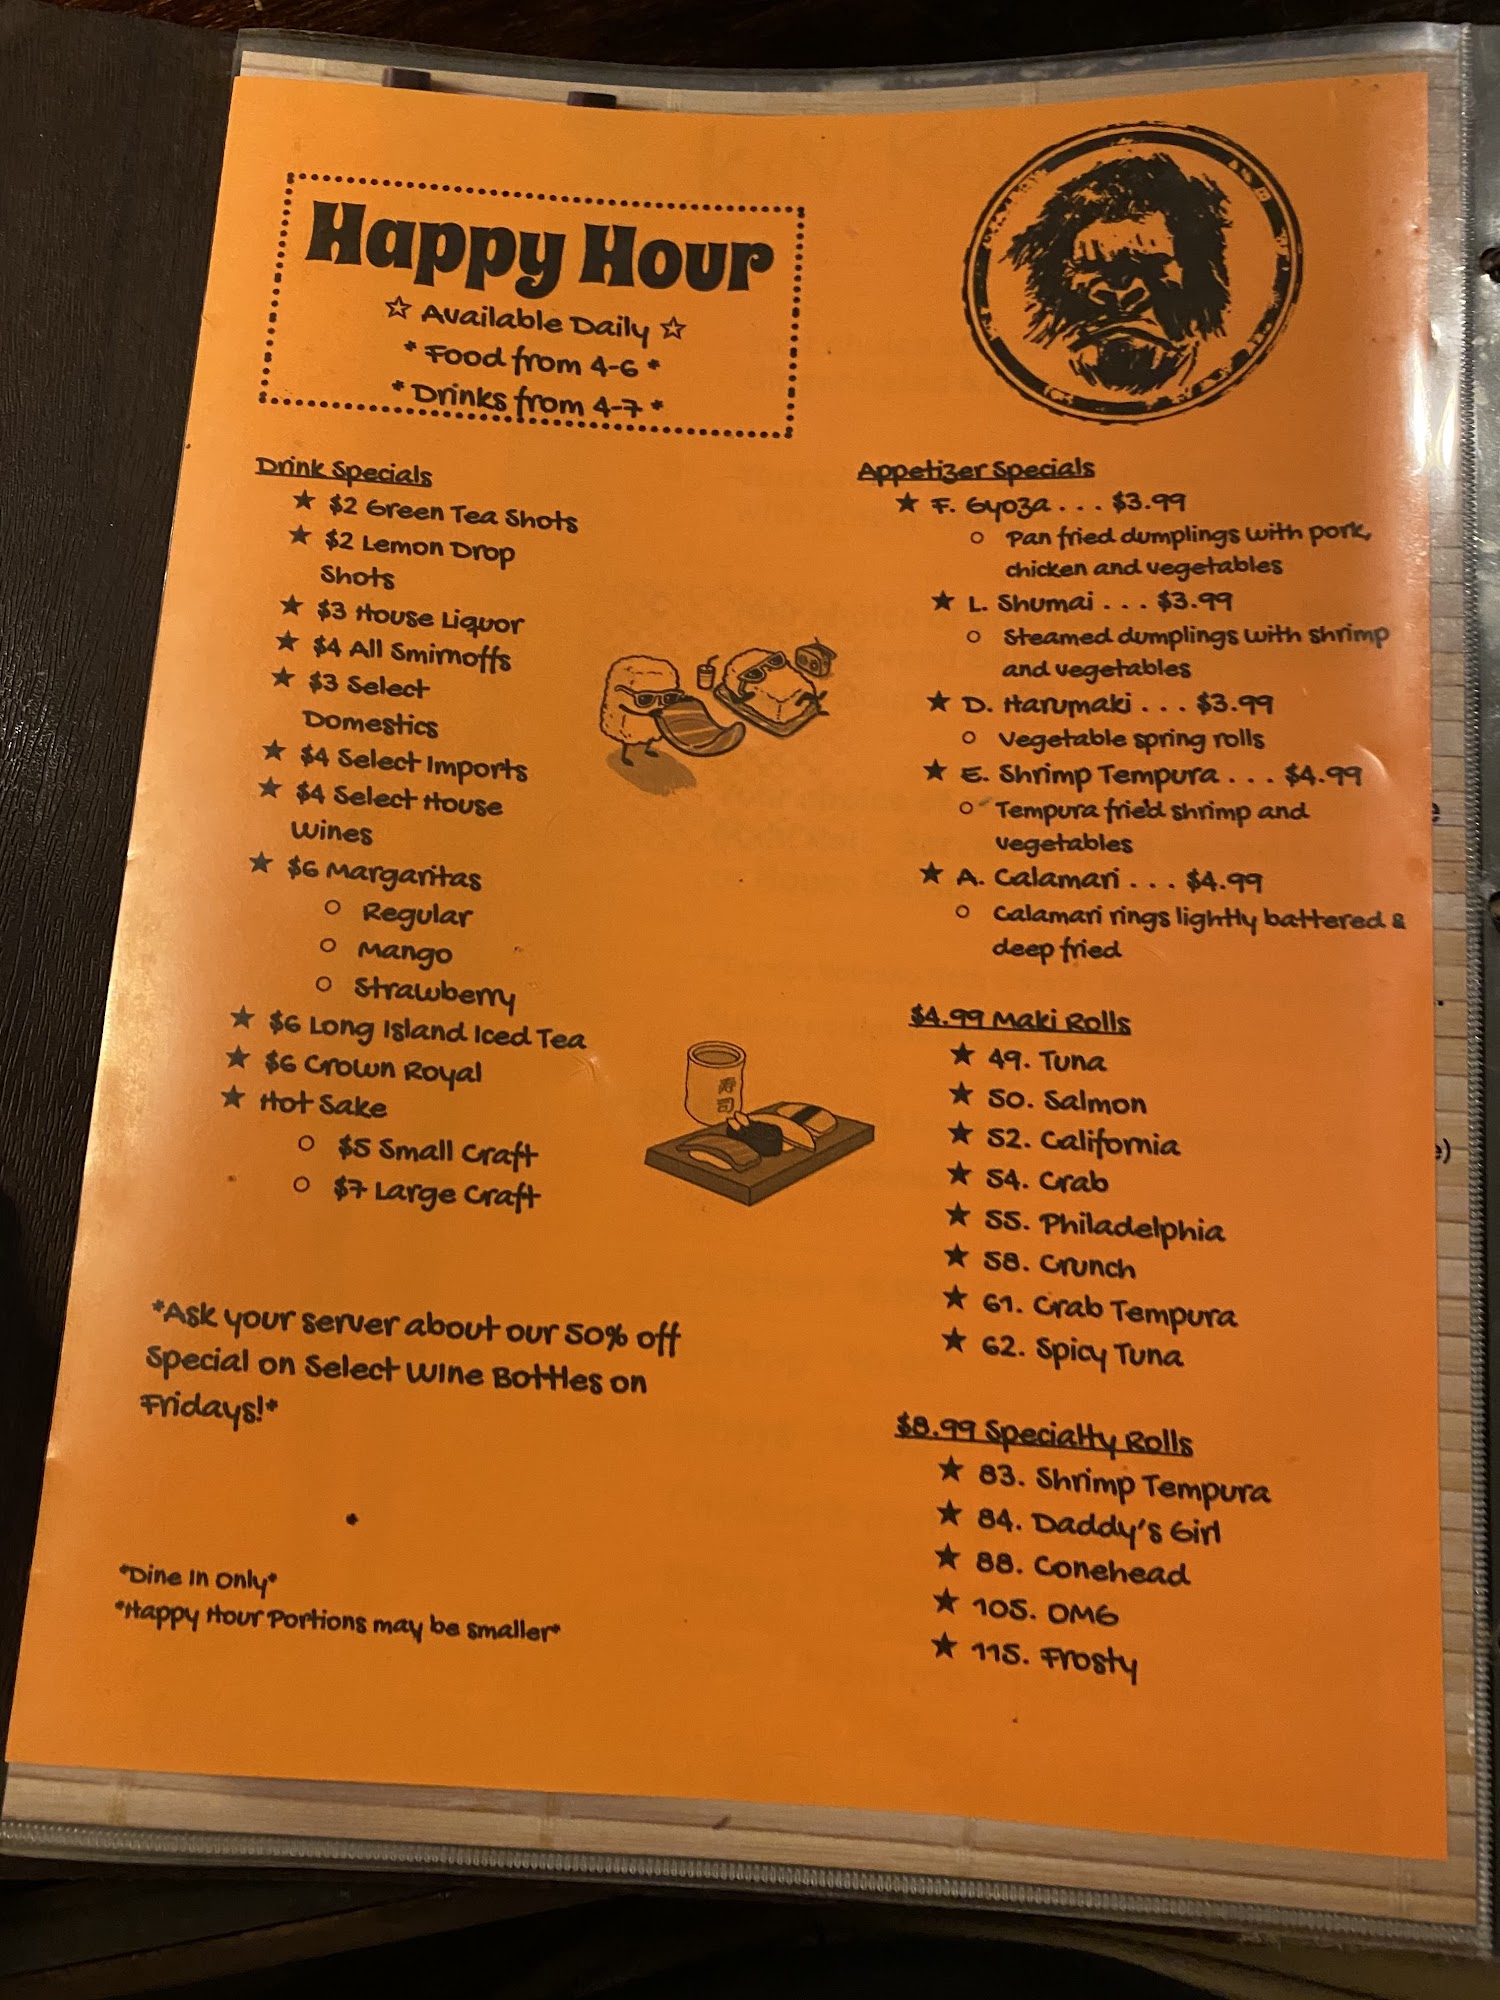 Happy Hour
☆ Available Daily ☆
* Food from 4-6 *
* Drinks from 4-7 *
Drink Specials
★ $2 Green Tea Shots
★ $2 Lemon Drop
Shots
★ $3 House Liquor
★ $4 All Smirnoffs
★ $3 Select
Domestics
★ $4 Select Imports
★ $4 Select House
Wines
★ $6 Margaritas
○ Regular
○ Mango
○ Strawberry
★ $6 Long Island Iced Tea
★ $6 Crown Royal
★ Hot Sake
○ $5 Small Craft
○ $7 Large Craft
*Ask your server about our 50% off
Special on Select WIne Bottles on
Fridays!*
*Dine In Only*
*Happy Hour Portions may be smaller*
寿
司
Appetizer Specials
★ F. Gyoza . . . $3.99
○ Pan fried dumplings with pork,
chicken and vegetables
★ L. Shumai . . . $3.99
○ Steamed dumplings with shrimp
and vegetables
★ D. Harumaki . . . $3.99
○ Vegetable spring rolls
★ E. Shrimp Tempura . . . $4.99
○ Tempura fried shrimp and
vegetables
★ A. Calamari . . . $4.99
○ Calamari rings lightly battered &
deep fried
$4.99 Maki Rolls
★ 49. Tuna
★ 50. Salmon
★ 52. California
★ 54. Crab
★ 55. Philadelphia
★ 58. Crunch
★ 61. Crab Tempura
★ 62. Spicy Tuna
$8.99 Specialty Rolls
★ 83. Shrimp Tempura
★ 84. Daddy's Girl
★ 88. Conehead
★ 105. OMG
★ 115. Frosty